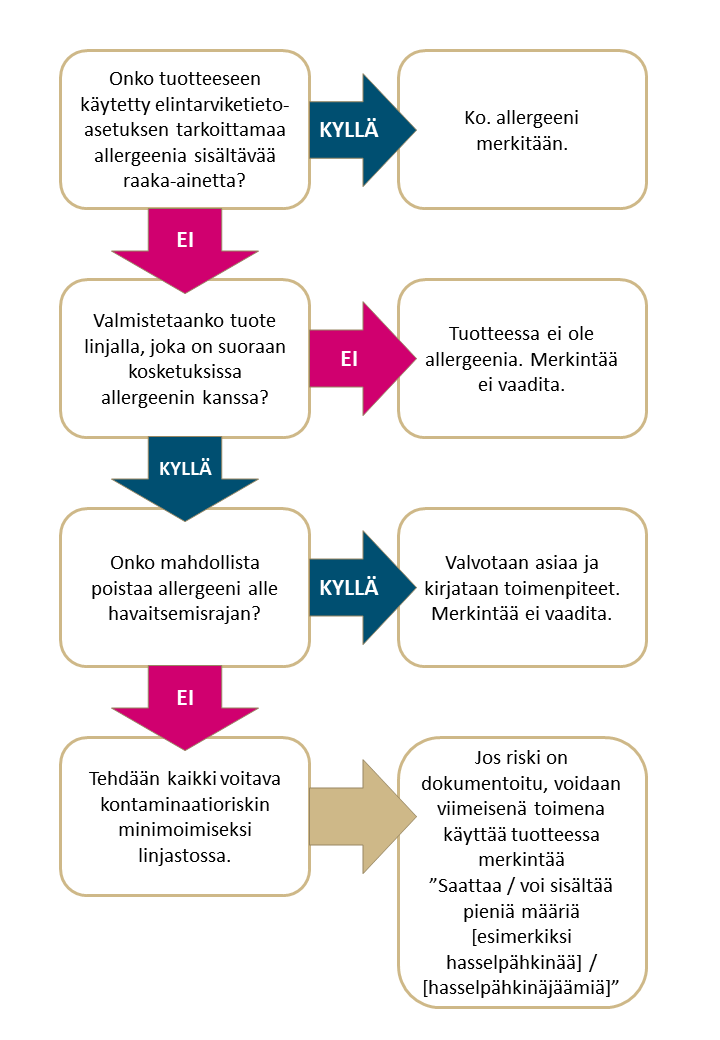 Onko tuotteeseen
käytetty elintarviketieto-
asetuksen tarkoittamaa
allergeenia sisältävää
raaka-ainetta?
KYLLÄ
Ko. allergeeni
merkitään.
EI
Valmistetaanko tuote
linjalla, joka on suoraan
kosketuksissa
allergeenin kanssa?
EI
Tuotteessa ei ole
allergeenia. Merkintää
ei vaadita.
KYLLÄ
Onko mahdollista
poistaa allergeeni alle
havaitsemisrajan?
KYLLÄ
Valvotaan asiaa ja
kirjataan toimenpiteet.
Merkintää ei vaadita.
EI
Tehdään kaikki voitava
kontaminaatioriskin
minimoimiseksi
linjastossa.
Jos riski on
dokumentoitu, voidaan
viimeisenä toimena
käyttää tuotteessa
merkintää
”Saattaa / voi sisältää
pieniä määriä
[esimerkiksi
hasselpähkinää] /
[hasselpähkinäjäämiä]”